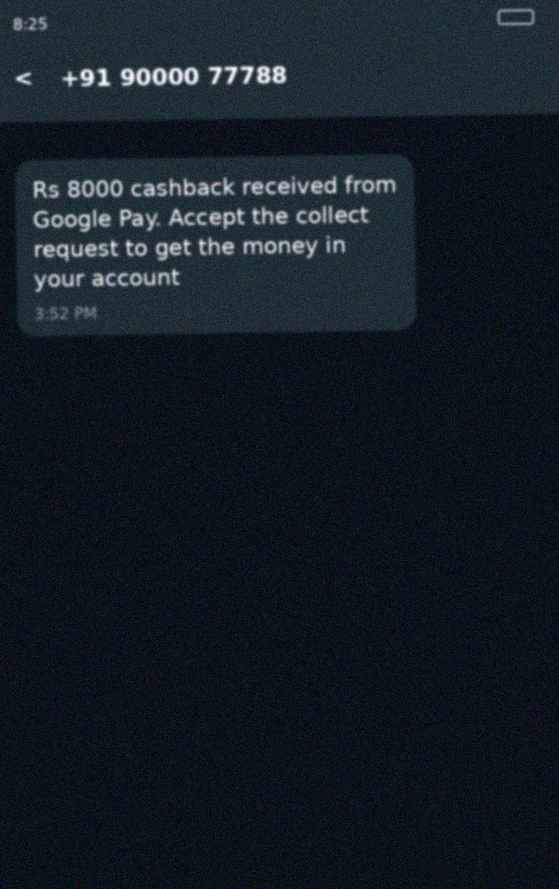 8:25
< +91 90000 77788
Rs 8000 cashback received from
Google Pay. Accept the collect
request to get the money in
your account
3:52 PM